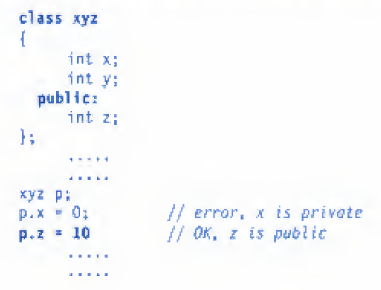 class xyz
{
int x;
int y;
public:
int z;
};
.....
.....
xyz p;
p.x = 0; // error, x is private
p.z = 10 // OK, z is public
.....
.....